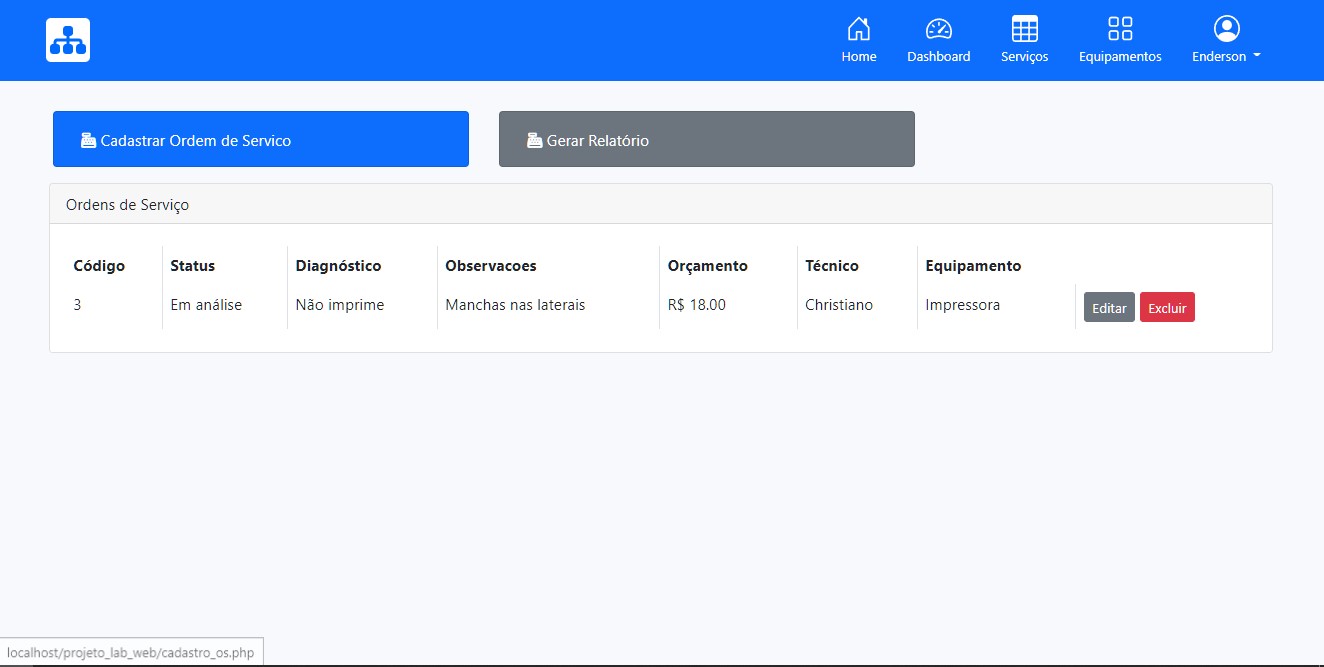 Home Dashboard Serviços Equipamentos Enderson
Cadastrar Ordem de Servico Gerar Relatório
Ordens de Serviço
Código Status Diagnóstico Observacoes Orçamento Técnico Equipamento
3 Em análise Não imprime Manchas nas laterais R$ 18.00 Christiano Impressora Editar Excluir
localhost/projeto_lab_web/cadastro_os.php